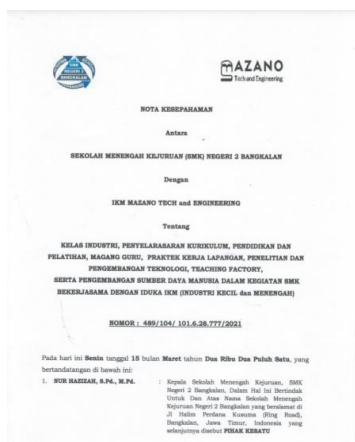 SMK
NEGERI 2
BANGKALAN
MAZANO
Tech and Engineering
NOTA KESEPAHAMAN
Antara
SEKOLAH MENENGAH KEJURUAN (SMK) NEGERI 2 BANGKALAN
Dengan
IKM MAZANO TECH and ENGINEERING
Tentang
KELAS INDUSTRI, PENYELARASAN KURIKULUM, PENDIDIKAN DAN
PELATIHAN, MAGANG GURU, PRAKTEK KERJA LAPANGAN, PENELITIAN DAN
PENGEMBANGAN TEKNOLOGI, TEACHING FACTORY,
SERTA PENGEMBANGAN SUMBER DAYA MANUSIA DALAM KEGIATAN SMK
BEKERJASAMA DENGAN IDUKA IKM (INDUSTRI KECIL dan MENENGAH)
NOMOR : 489/104/ 101.6.28.777/2021
Pada hari ini Senin tanggal 15 bulan Maret tahun Dua Ribu Dua Puluh Satu, yang
bertandatangan di bawah ini:
1. NUR HAZIZAH, S.Pd., M.Pd. : Kepala Sekolah Menengah Kejuruan, SMK
Negeri 2 Bangkalan, Dalam Hal Ini Bertindak
Untuk Dan Atas Nama Sekolah Menengah
Kejuruan Negeri 2 Bangkalan yang beralamat di
Jl Halim Perdana Kusuma (Ring Road),
Bangkalan, Jawa Timur, Indonesia yang
selanjutnya disebut PIHAK KESATU